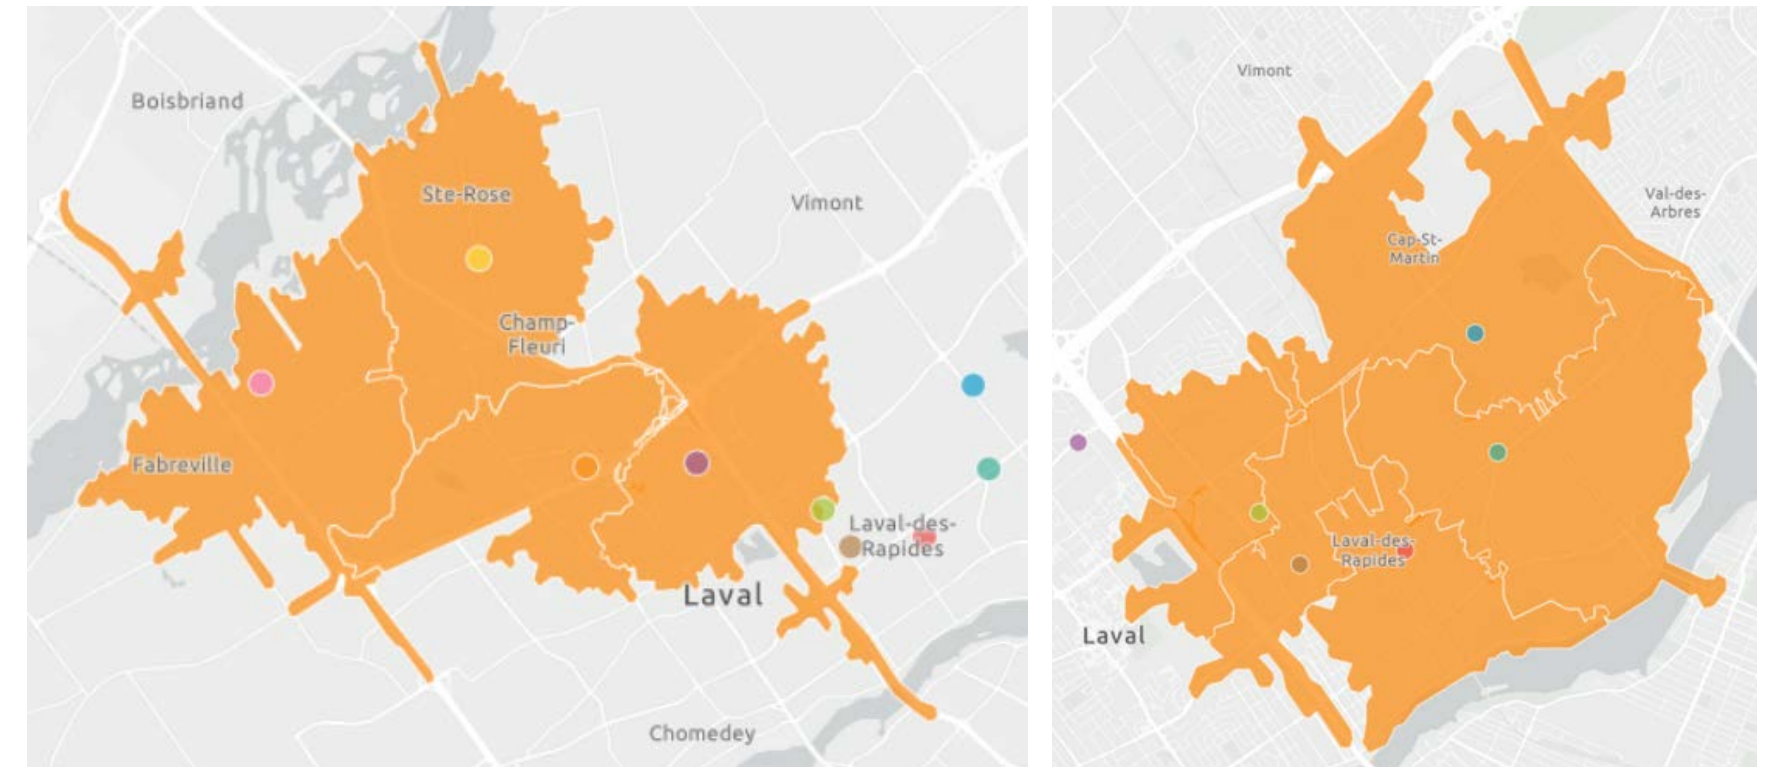 Boisbriand
Ste-Rose
Vimont
Champ-
Fleuri
Fabreville
Laval-des-
Rapides
Laval
Chomedey
Vimont
Val-des-
Arbres
Cap-St-
Martin
Laval-des-
Rapides
Laval